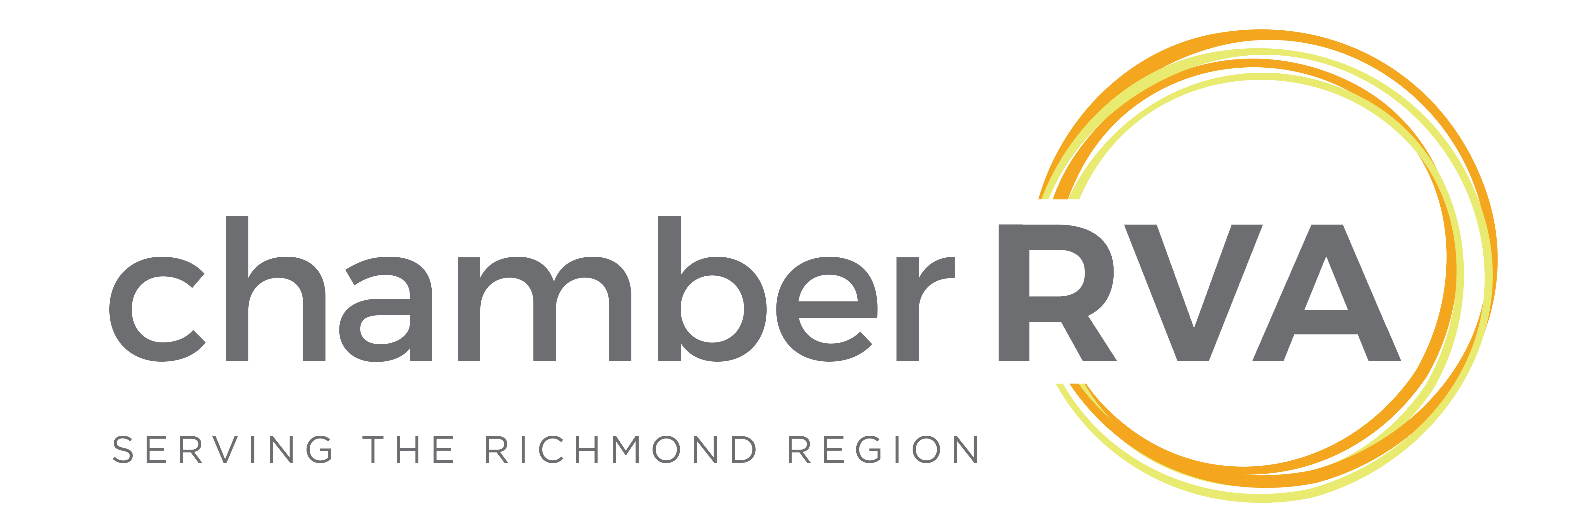 chamberRVA
SERVING THE RICHMOND REGION